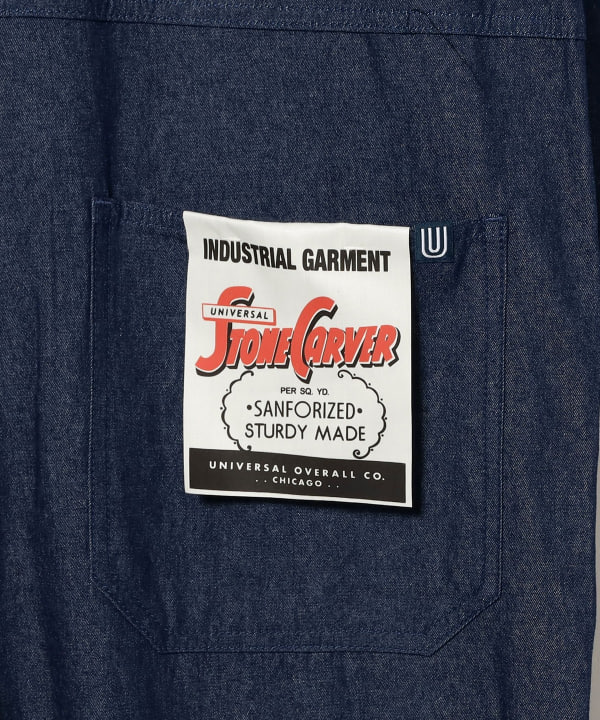 INDUSTRIAL GARMENT
U
UNIVERSAL
STONE CARVER
PER SQ. YD.
•SANFORIZED•
STURDY MADE
UNIVERSAL OVERALL CO.
. . CHICAGO . .